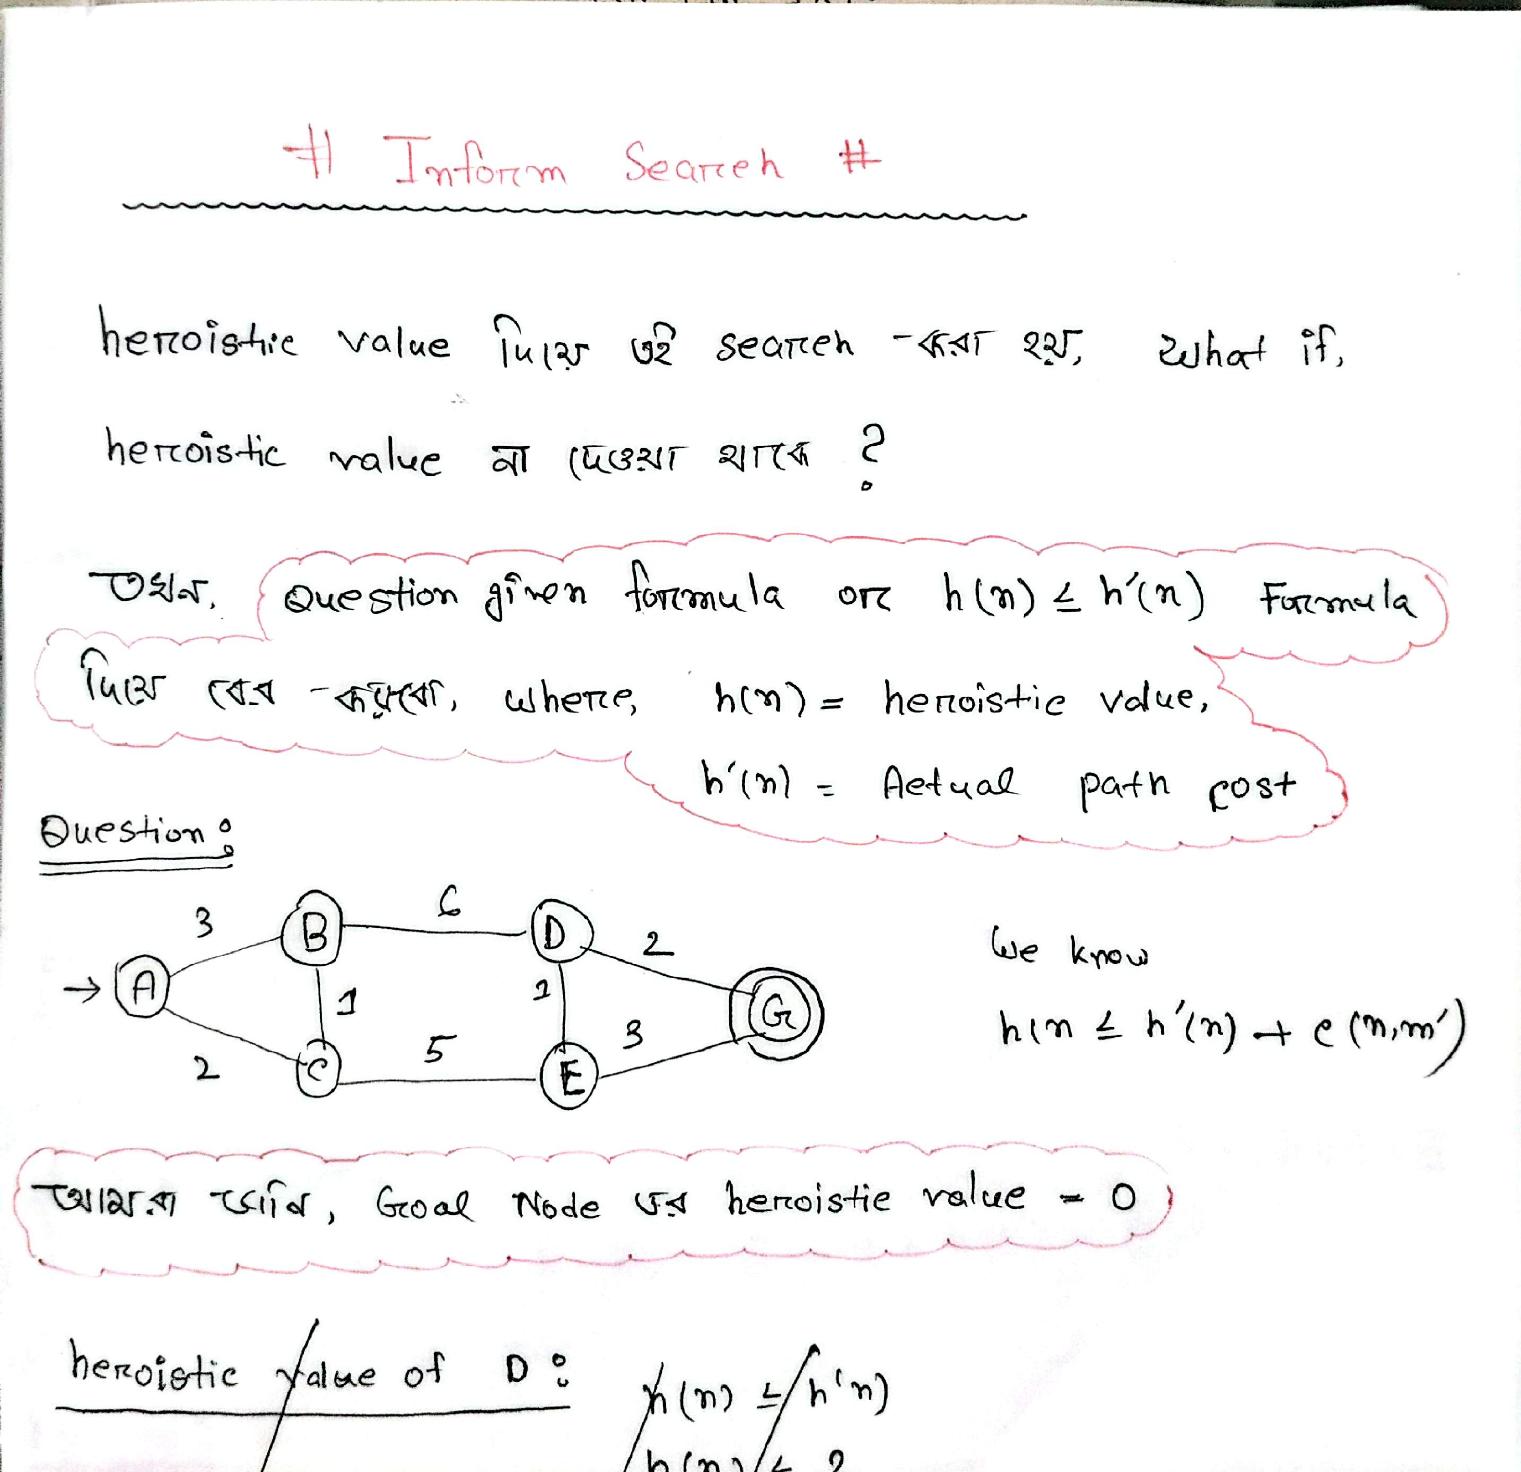 # Inform Search #
heroistic value দিয়ে এই search করা হয়, What if,
heroistic value না দেওয়া থাকে ?
তখন, Question given formula or h(n) ≤ h'(n) Formula
দিয়ে বের করবো, where, h(n) = heroistic value,
h'(n) = Actual path cost
Question :
A 3 B 6 D 2 G
2 1 1 3
C 5 E
We know
h(n ≤ h'(n) + c(n,n')
আমরা জানি, Goal Node এর heroistic value = 0
heroistic value of D : h(n) ≤ h'n)
h(n) ≤ 2